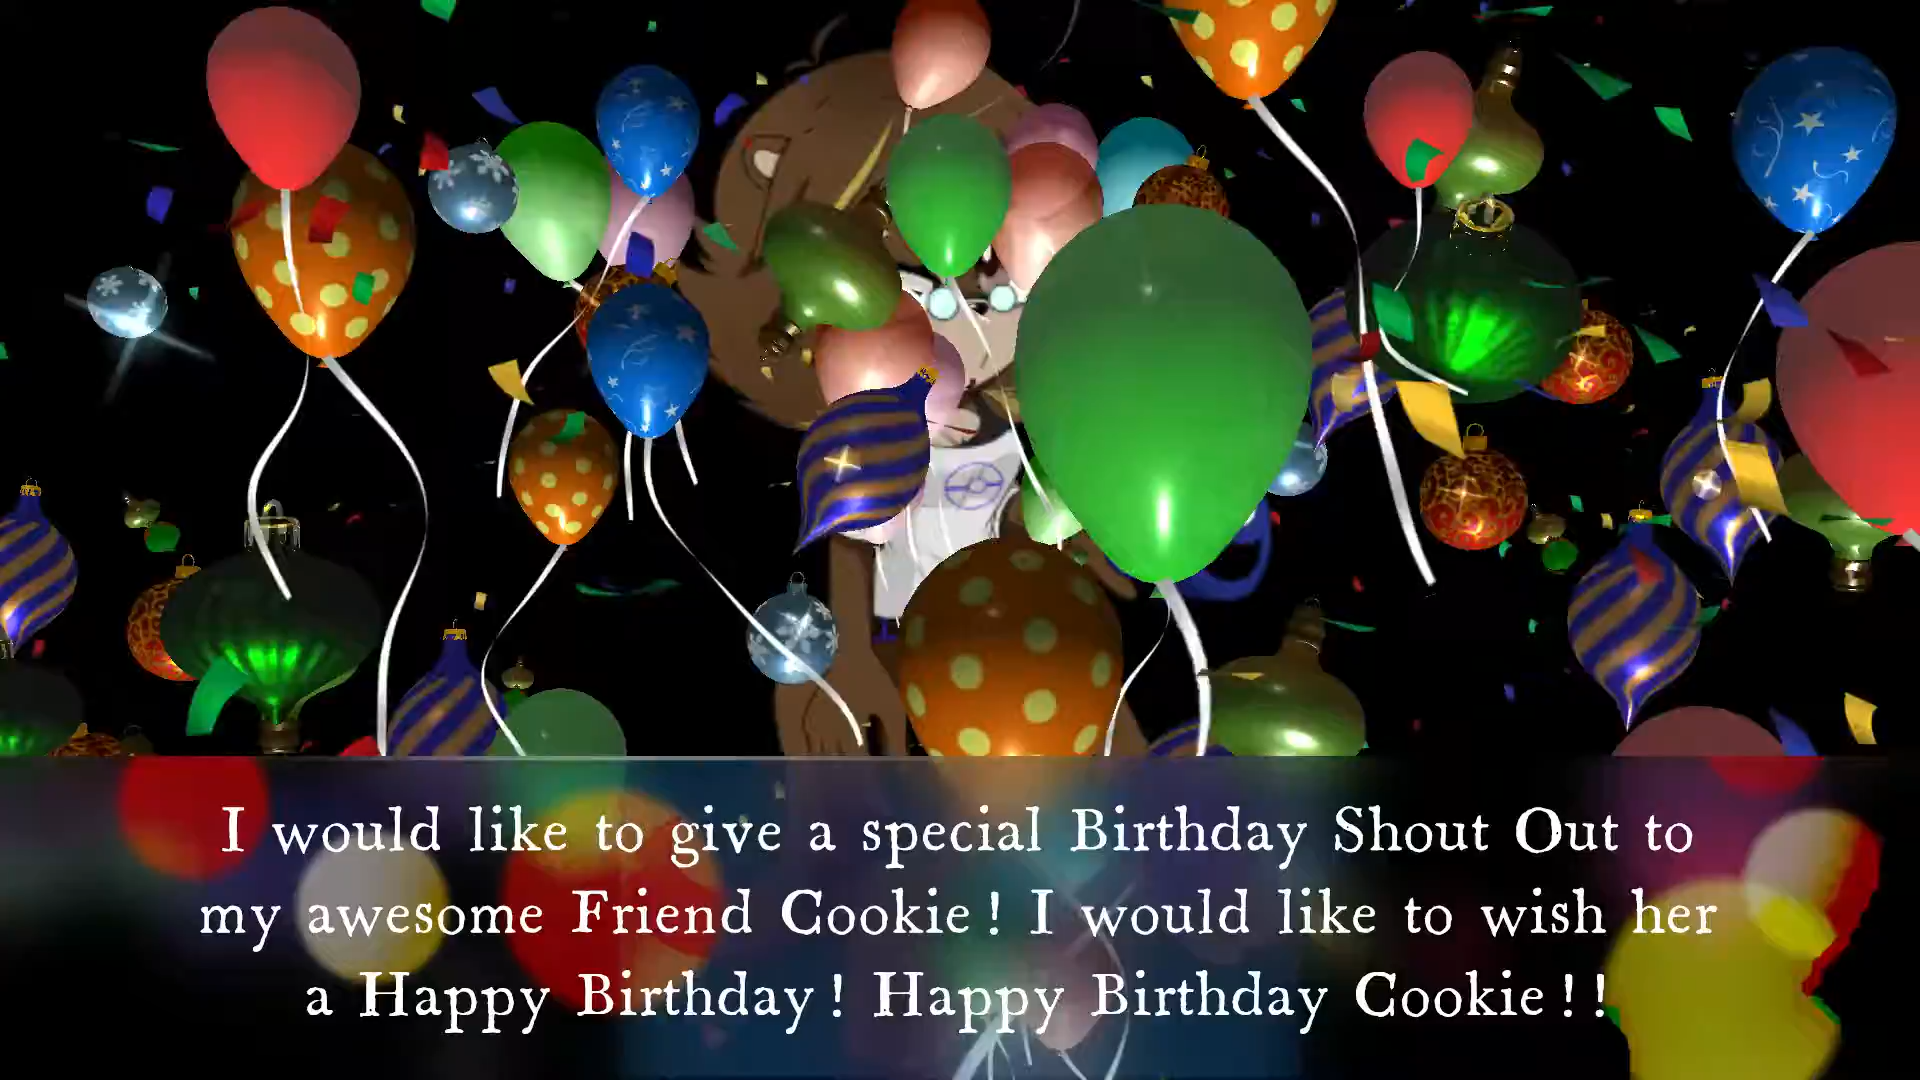 I would like to give a special Birthday Shout Out to
my awesome Friend Cookie! I would like to wish her
a Happy Birthday! Happy Birthday Cookie!!